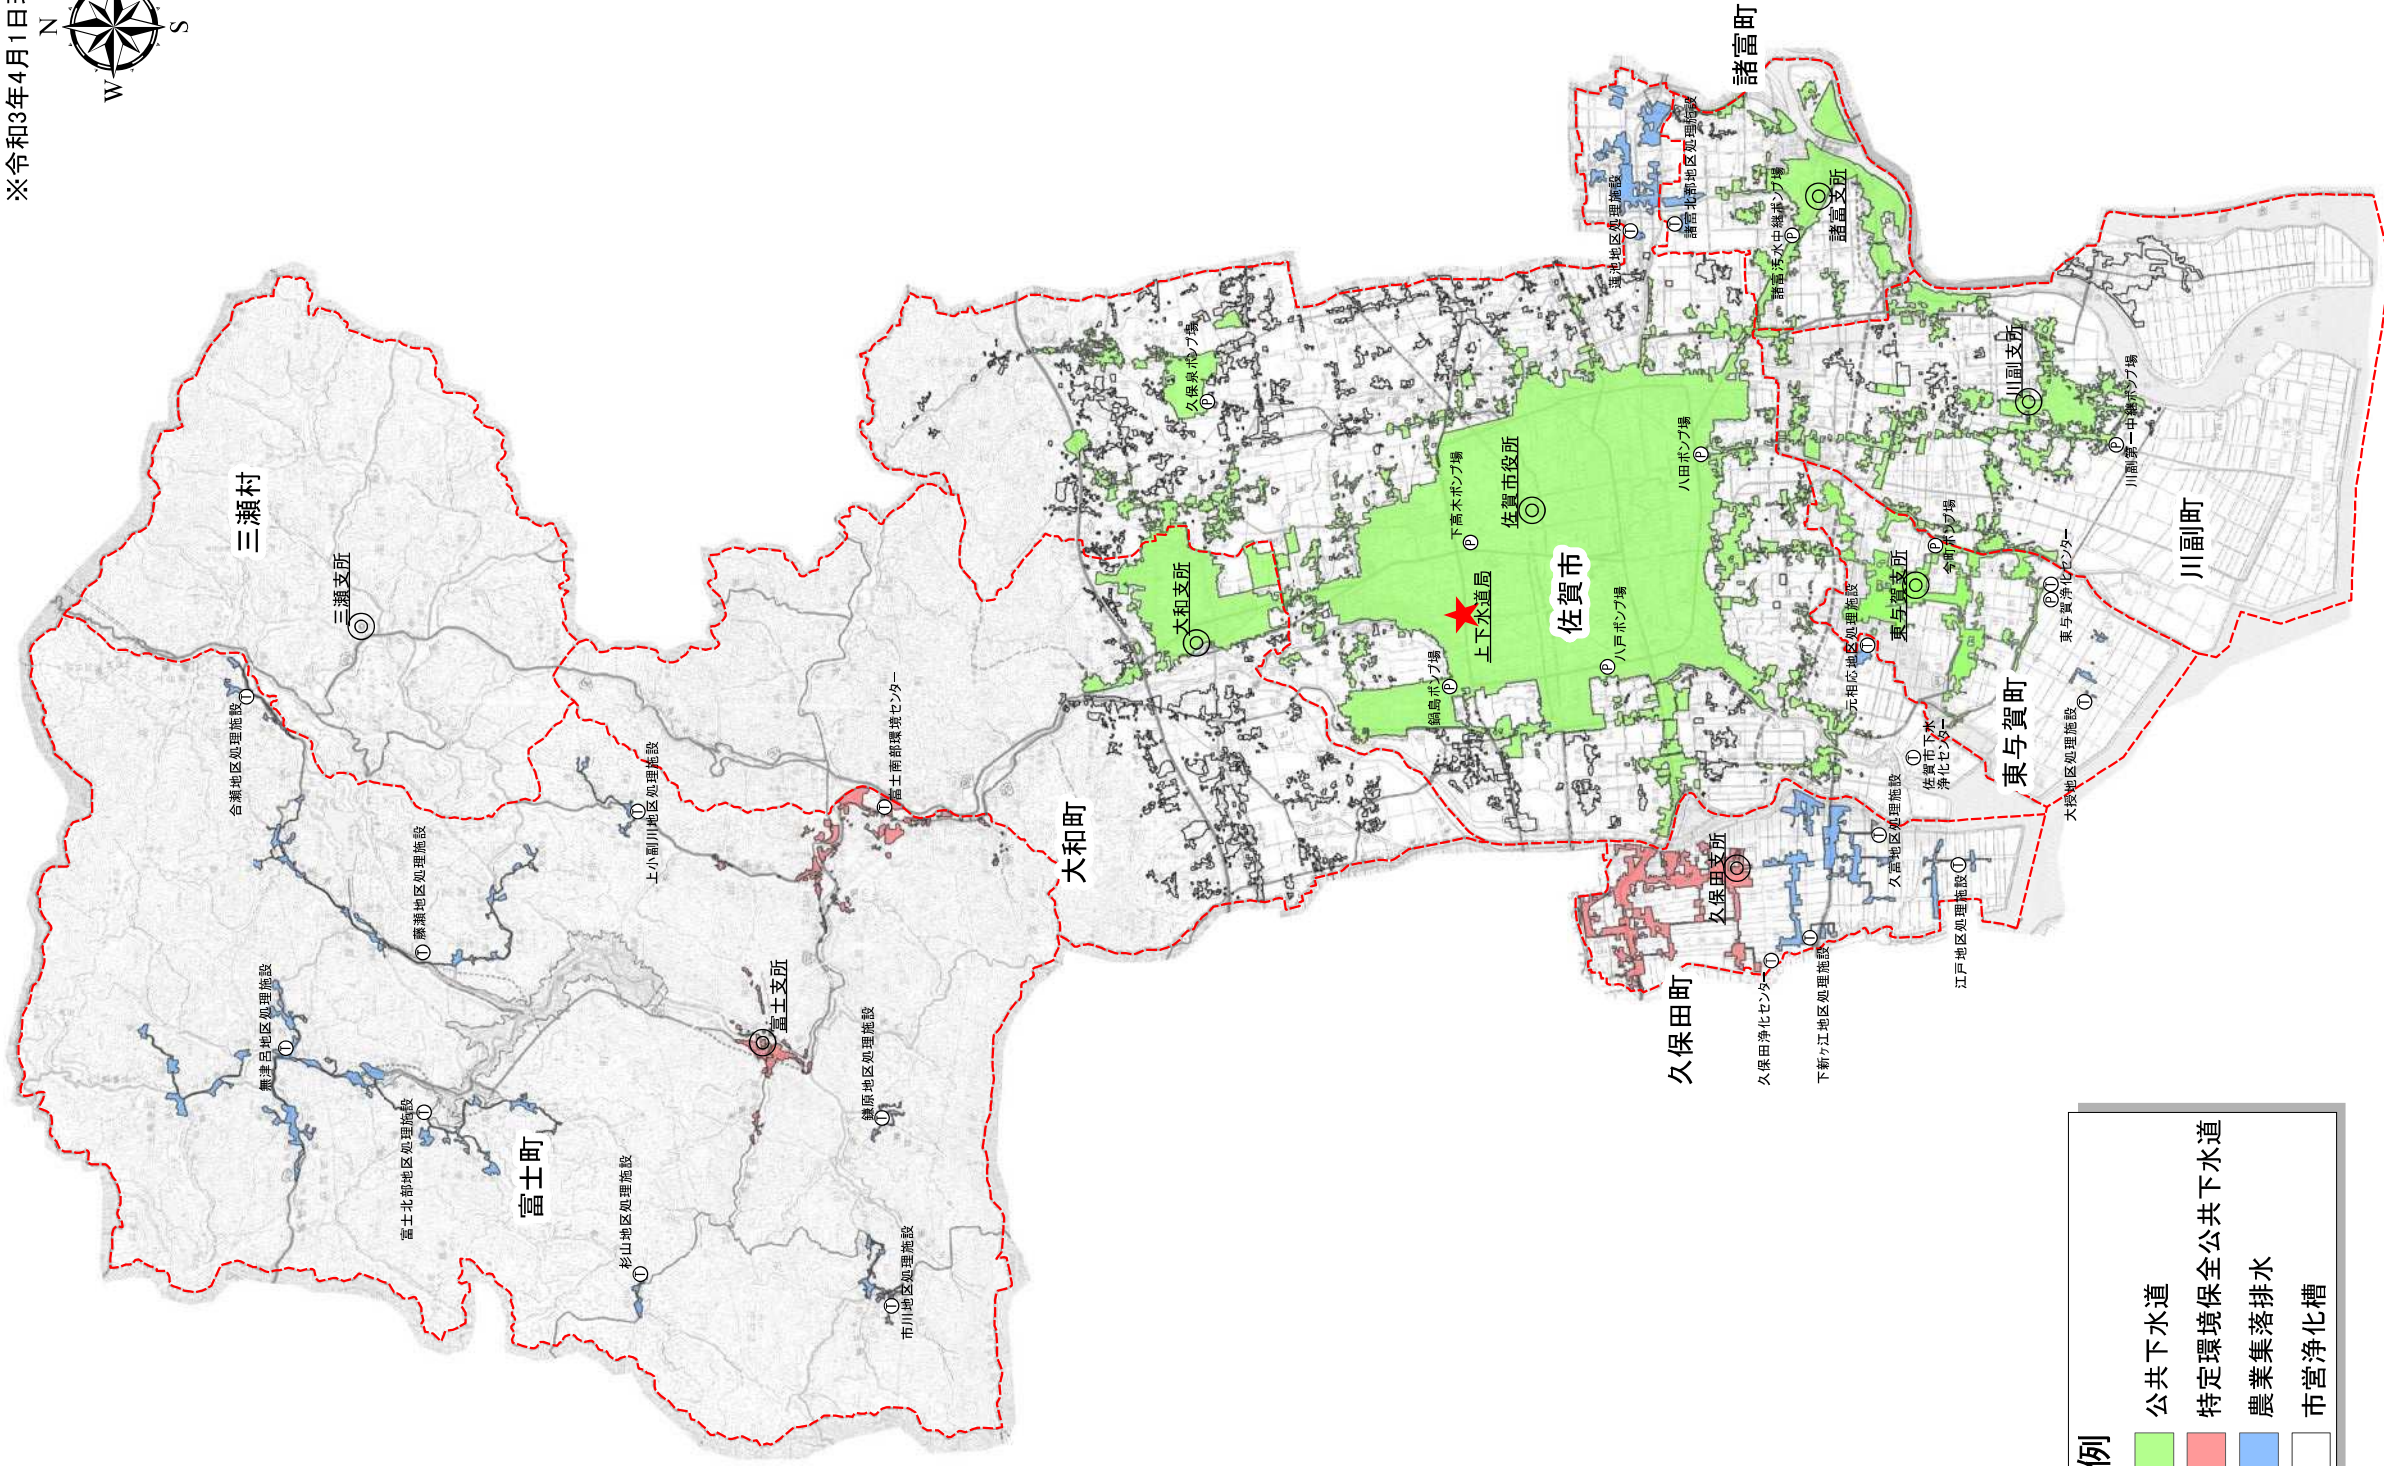 ※令和3年4月1日
N
S
W
三瀬村
三瀬支所
合瀬地区処理施設
藤瀬地区処理施設
無津呂地区処理施設
富士北部地区処理施設
富士町
杉山地区処理施設
市川地区処理施設
鎌原地区処理施設
富士支所
上小副川地区処理施設
富士南部環境センター
大和町
大和支所
久保泉ポンプ場
下高木ポンプ場
佐賀市役所
上下水道局
鍋島ポンプ場
佐賀市
八戸ポンプ場
八田ポンプ場
蓮池地区処理施設
諸富北部地区処理施設
諸富町
諸富汚水中継ポンプ場
諸富支所
川副支所
川副第一中継ポンプ場
川副町
今町ポンプ場
東与賀支所
元相応地区処理施設
東与賀浄化センター
東与賀町
大授地区処理施設
佐賀市下水
浄化センター
久富地区処理施設
江戸地区処理施設
久保田支所
久保田町
久保田浄化センター
下新ヶ江地区処理施設
例
公共下水道
特定環境保全公共下水道
農業集落排水
市営浄化槽